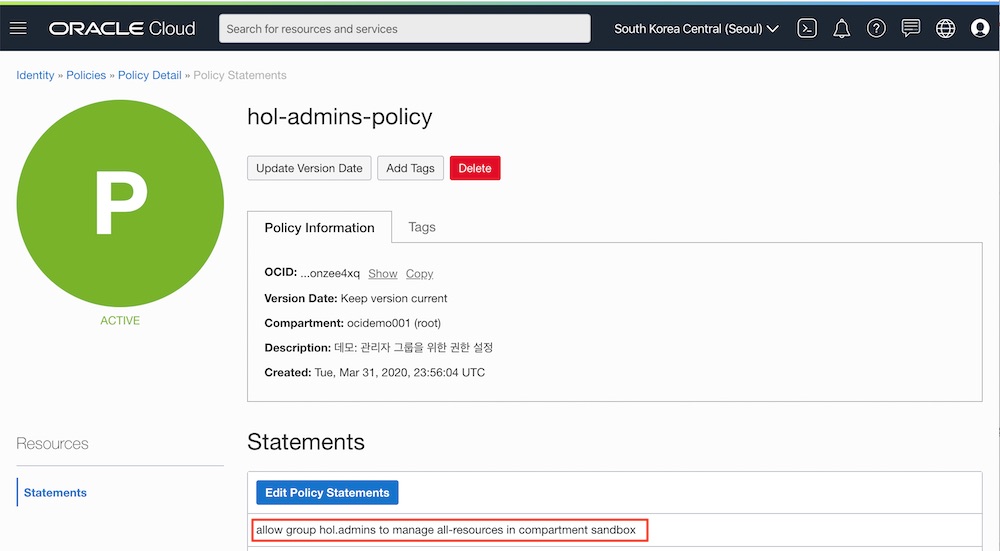 ORACLE Cloud
Search for resources and services
South Korea Central (Seoul)
Identity » Policies » Policy Detail » Policy Statements
P
ACTIVE
hol-admins-policy
Update Version Date
Add Tags
Delete
Policy Information
Tags
OCID: ...onzee4xq Show Copy
Version Date: Keep version current
Compartment: ocidemo001 (root)
Description: 데모: 관리자 그룹을 위한 권한 설정
Created: Tue, Mar 31, 2020, 23:56:04 UTC
Resources
Statements
Statements
Edit Policy Statements
allow group hol.admins to manage all-resources in compartment sandbox